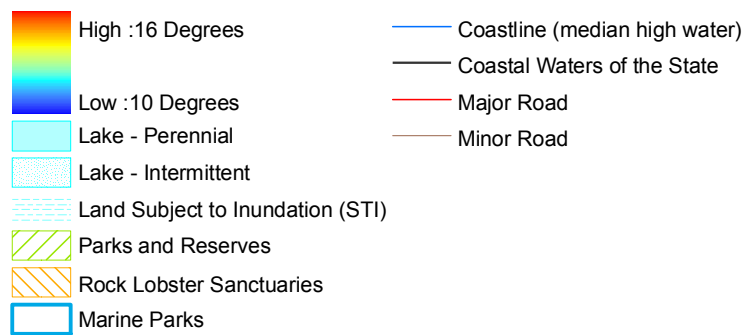 High :16 Degrees
Low :10 Degrees
Lake - Perennial
Lake - Intermittent
Land Subject to Inundation (STI)
Parks and Reserves
Rock Lobster Sanctuaries
Marine Parks
Coastline (median high water)
Coastal Waters of the State
Major Road
Minor Road